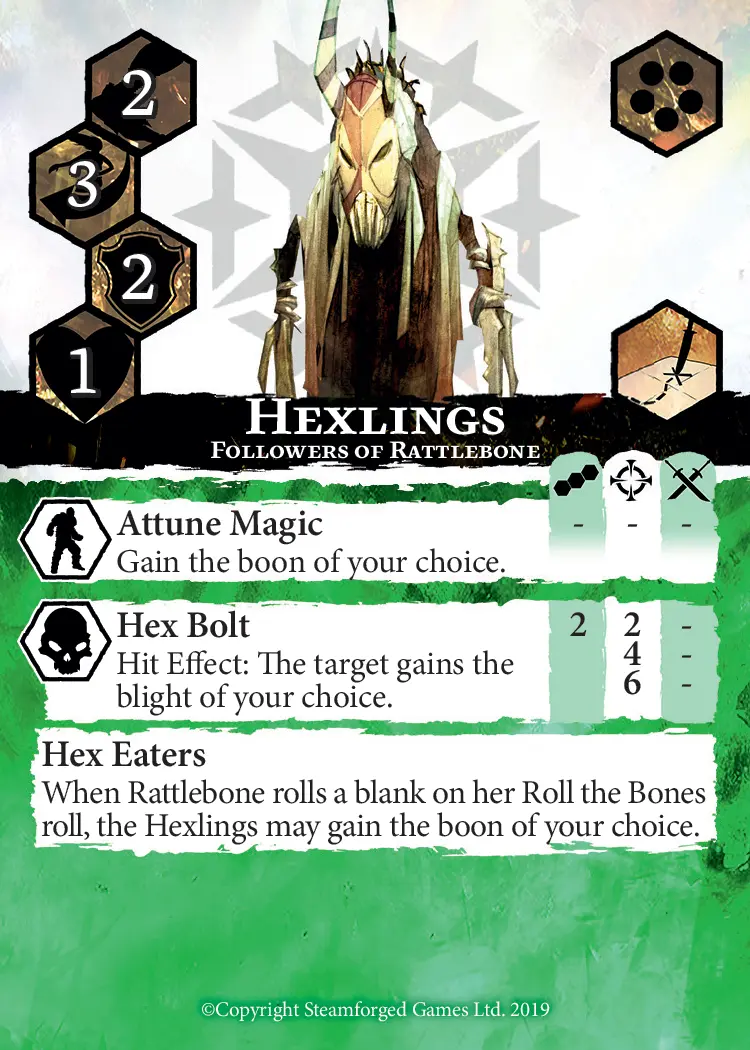 2
3
2
1
Hexlings
Followers of Rattlebone
Attune Magic - - -
Gain the boon of your choice.
Hex Bolt 2 2 -
Hit Effect: The target gains the 4 -
blight of your choice. 6 -
Hex Eaters
When Rattlebone rolls a blank on her Roll the Bones
roll, the Hexlings may gain the boon of your choice.
©Copyright Steamforged Games Ltd. 2019